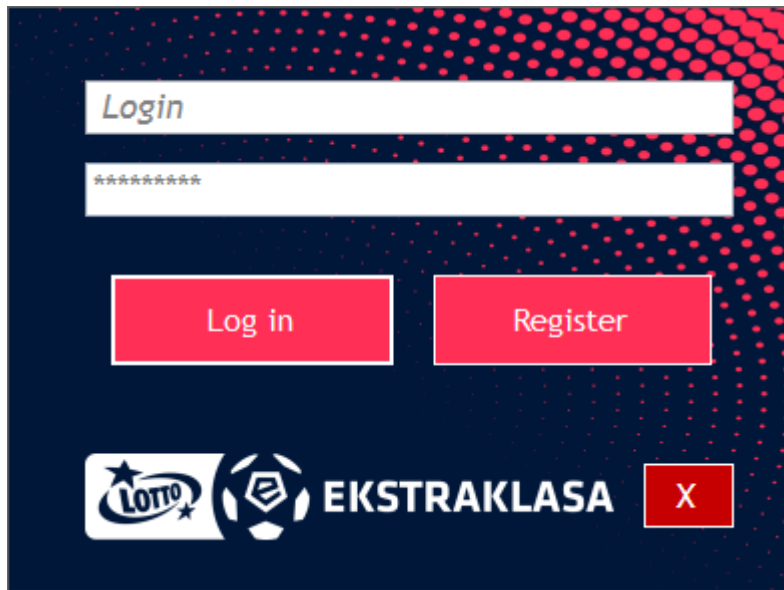 Login
*********
Log in
Register
LOTTO
EKSTRAKLASA
X